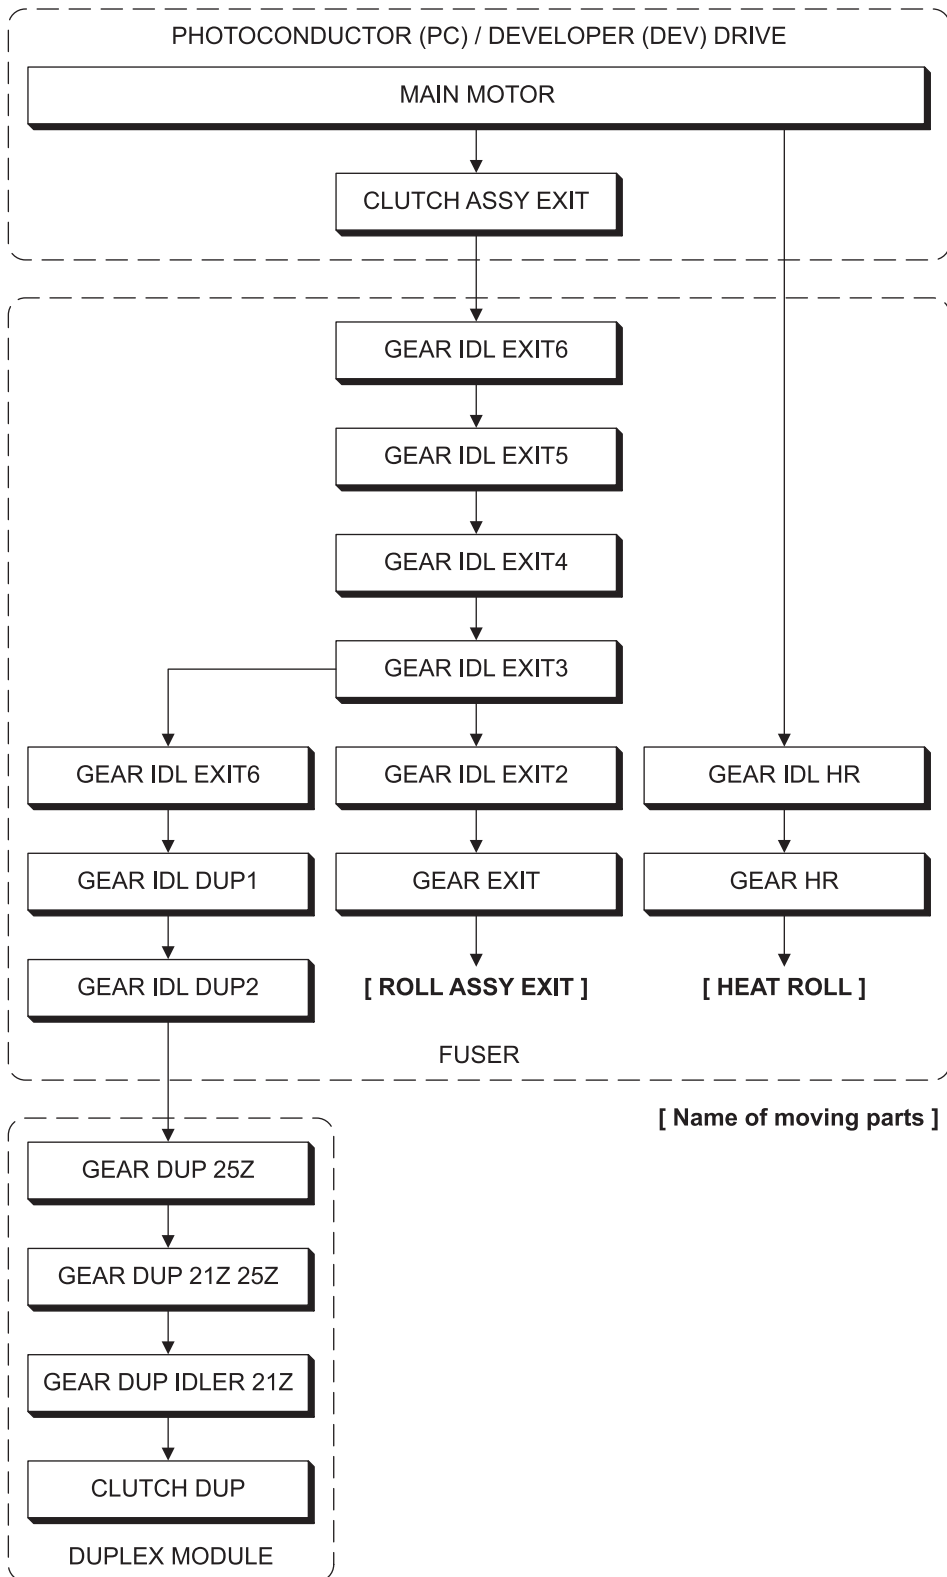 PHOTOCONDUCTOR (PC) / DEVELOPER (DEV) DRIVE
MAIN MOTOR
CLUTCH ASSY EXIT
GEAR IDL EXIT6
GEAR IDL EXIT5
GEAR IDL EXIT4
GEAR IDL EXIT3
GEAR IDL EXIT6
GEAR IDL EXIT2
GEAR IDL HR
GEAR IDL DUP1
GEAR EXIT
GEAR HR
GEAR IDL DUP2
[ ROLL ASSY EXIT ]
[ HEAT ROLL ]
FUSER
[ Name of moving parts ]
GEAR DUP 25Z
GEAR DUP 21Z 25Z
GEAR DUP IDLER 21Z
CLUTCH DUP
DUPLEX MODULE